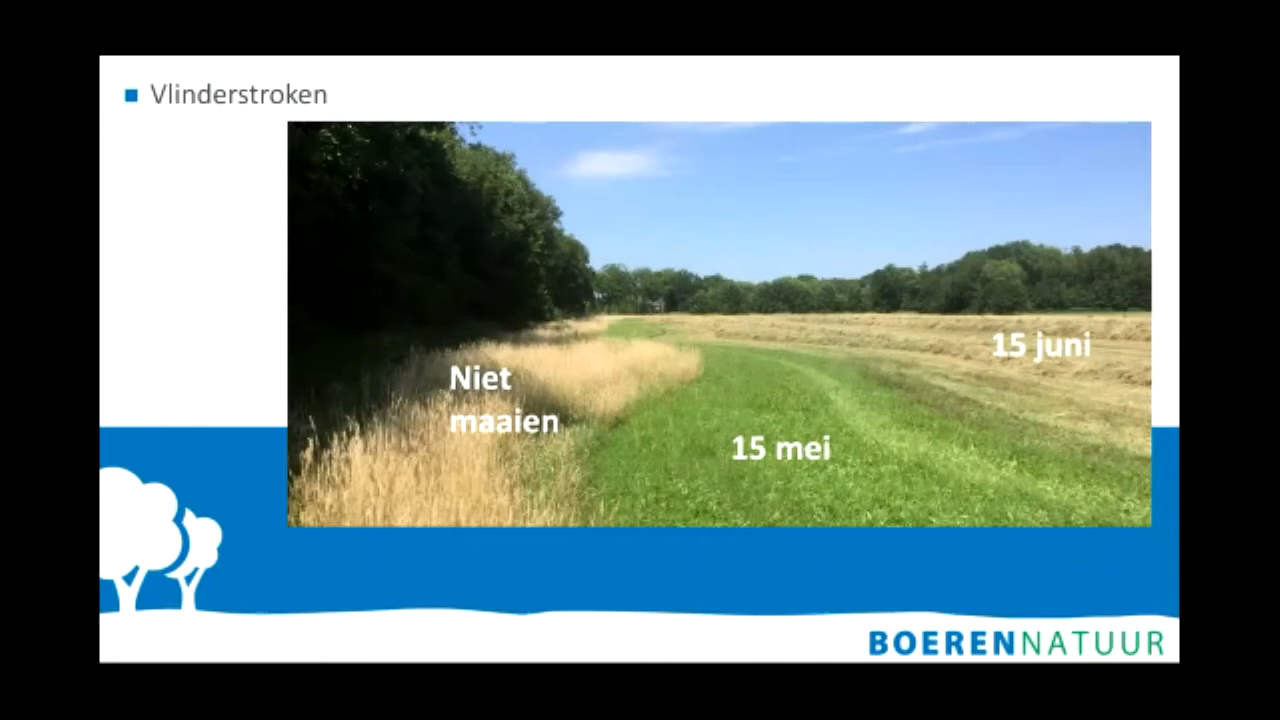 Vlinderstroken
15 juni
Niet
maaien
15 mei
BOERENNATUUR